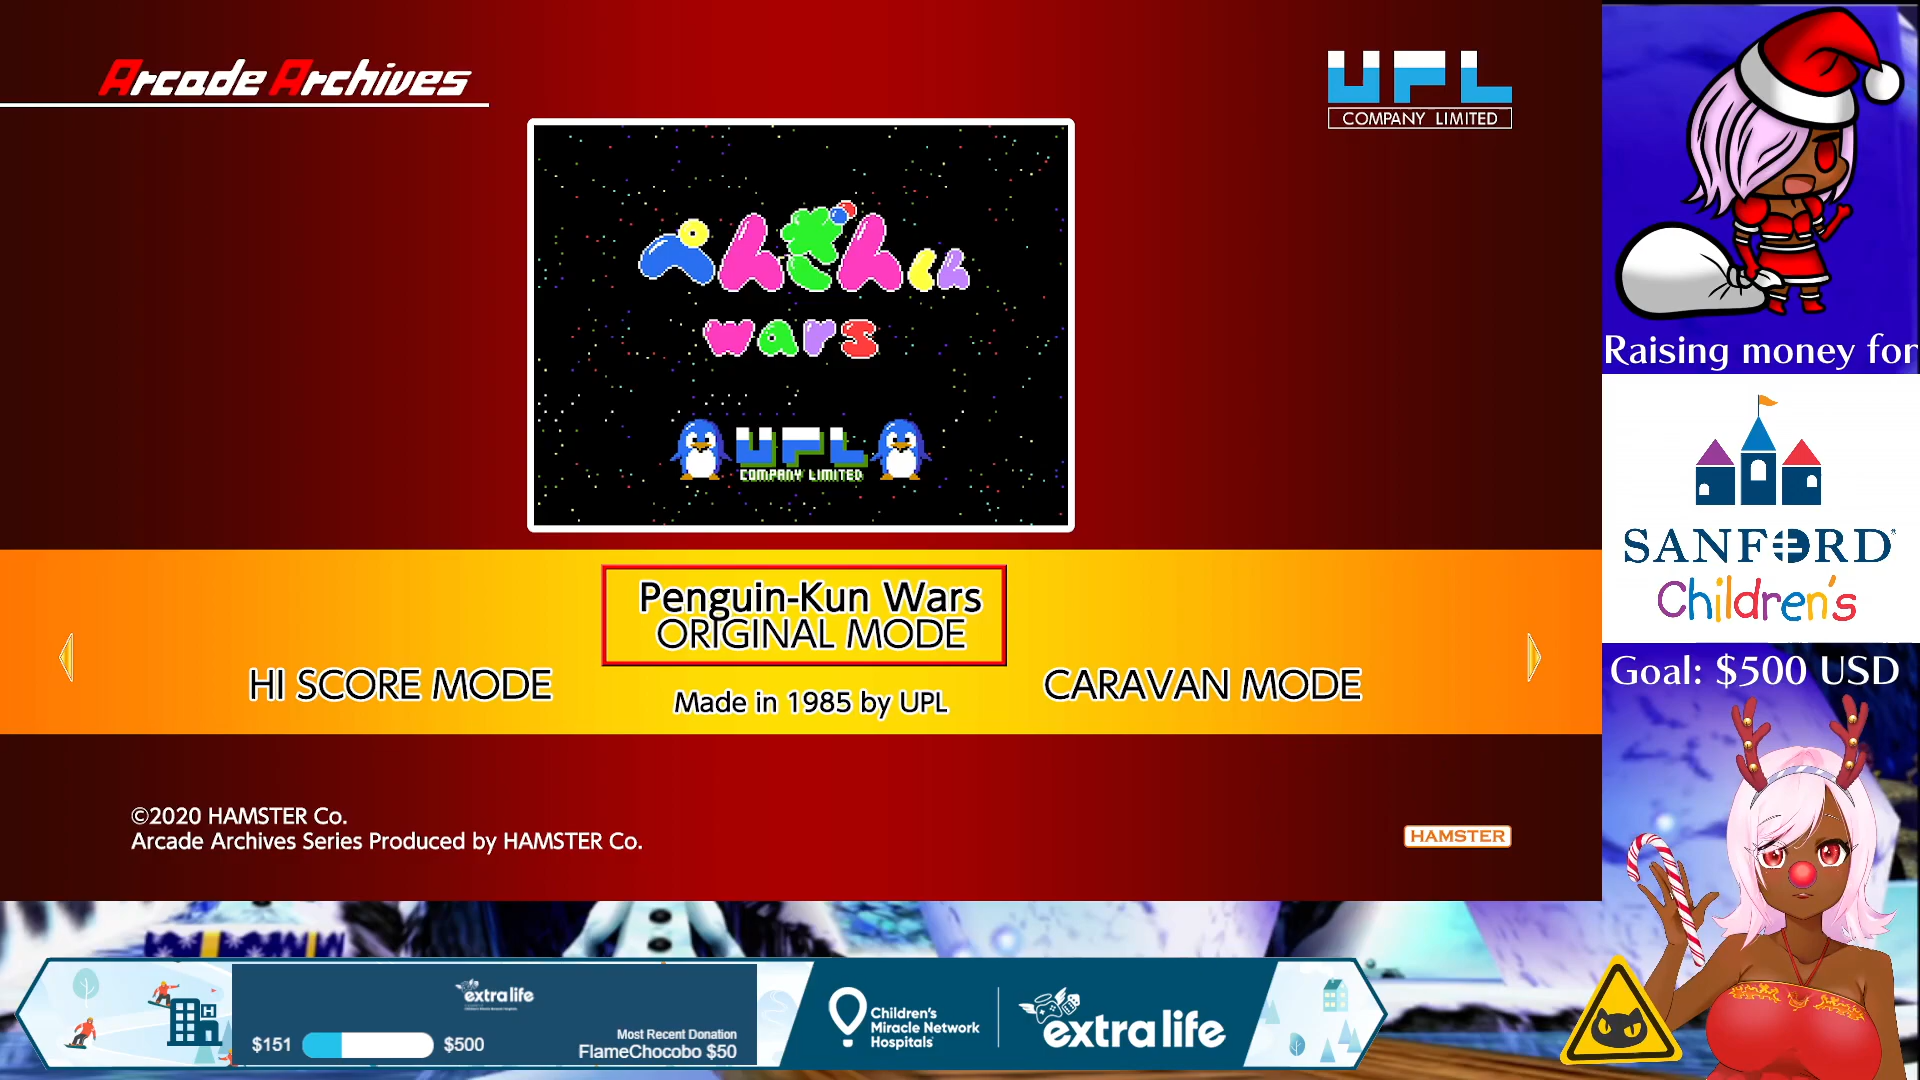 Arcade Archives
UPL
COMPANY LIMITED
ぺんぎんくん
wars
UPL
COMPANY LIMITED
Penguin-Kun Wars
ORIGINAL MODE
HI SCORE MODE
CARAVAN MODE
Made in 1985 by UPL
©2020 HAMSTER Co.
Arcade Archives Series Produced by HAMSTER Co.
HAMSTER
Raising money for
SANFORD
Children's
Goal: $500 USD
H
extra life
$151
$500
Most Recent Donation
FlameChocobo $50
Children's
Miracle Network
Hospitals
extra life
H